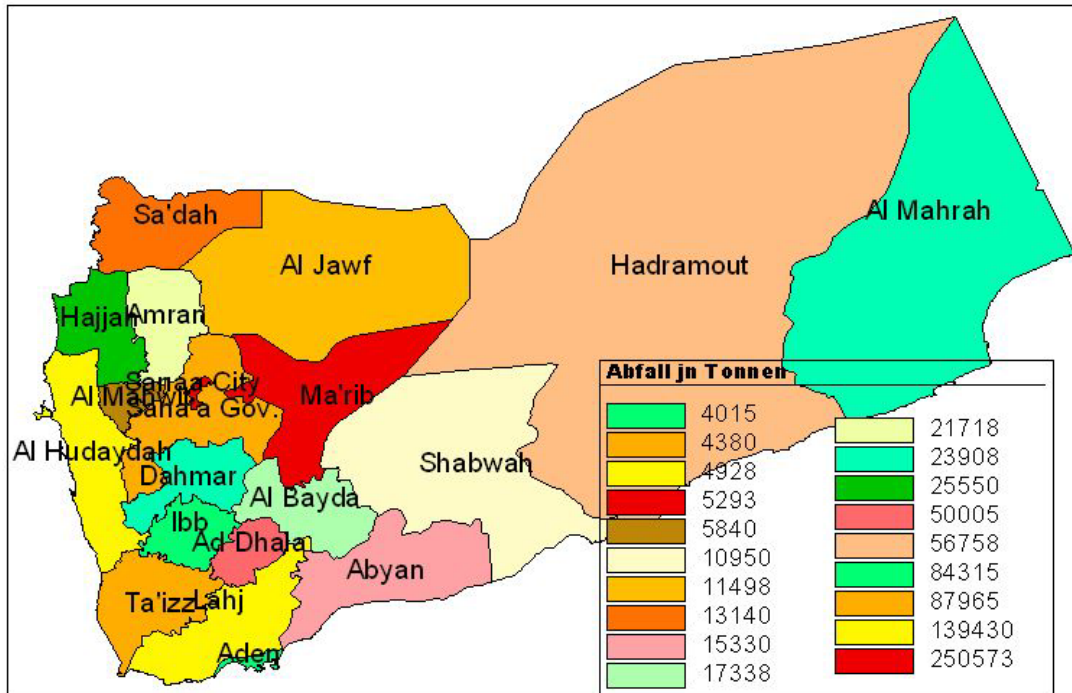 Sa'dah
Al Jawf
Hadramout
Al Mahrah
Hajjah
Amran
Sanaa City
Al Mahwit
Sana'a Gov.
Ma'rib
Al Hudaydah
Dahmar
Shabwah
Al Bayda
Ibb
Ad Dhala
Abyan
Ta'izz
Lahj
Aden
Abfall jn Tonnen
4015
4380
4928
5293
5840
10950
11498
13140
15330
17338
21718
23908
25550
50005
56758
84315
87965
139430
250573